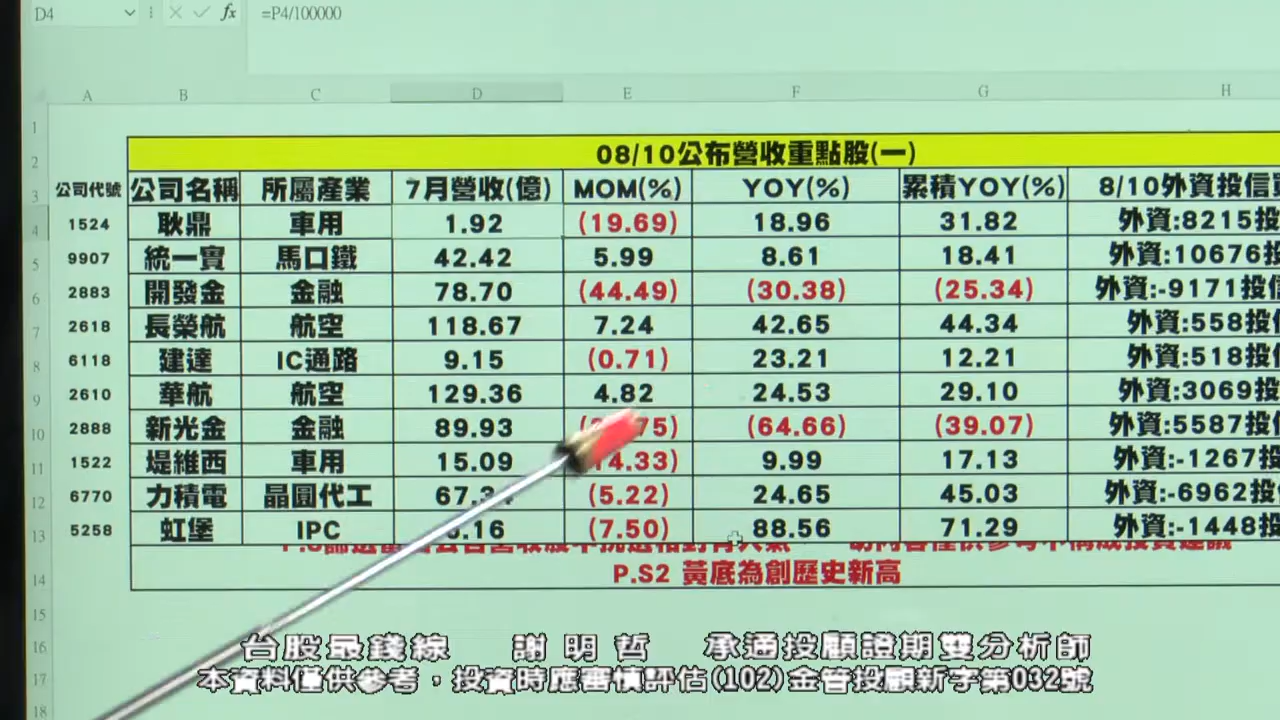 D4 fx =P4/100000
A B C D E F G H
1
2 08/10公布營收重點股(一)
3 公司代號 公司名稱 所屬產業 7月營收(億) MOM(%) YOY(%) 累積YOY(%) 8/10外資投信
4 1524 耿鼎 車用 1.92 (19.69) 18.96 31.82 外資:8215投
5 9907 統一實 馬口鐵 42.42 5.99 8.61 18.41 外資:10676投
6 2883 開發金 金融 78.70 (44.49) (30.38) (25.34) 外資:-9171投信
7 2618 長榮航 航空 118.67 7.24 42.65 44.34 外資:558投信
8 6118 建達 IC通路 9.15 (0.71) 23.21 12.21 外資:518投信
9 2610 華航 航空 129.36 4.82 24.53 29.10 外資:3069投
10 2888 新光金 金融 89.93 75) (64.66) (39.07) 外資:5587投
11 1522 堤維西 車用 15.09 4.33) 9.99 17.13 外資:-1267投
12 6770 力積電 晶圓代工 67.3 (5.22) 24.65 45.03 外資:-6962投
13 5258 虹堡 IPC .16 (7.50) 88.56 71.29 外資:-1448投
14 P.S2 黃底為創歷史新高
15
16
17
18
台股最錢線 謝明哲 承通投顧證期雙分析師
本資料僅供參考，投資時應審慎評估(102)金管投顧新字第032號